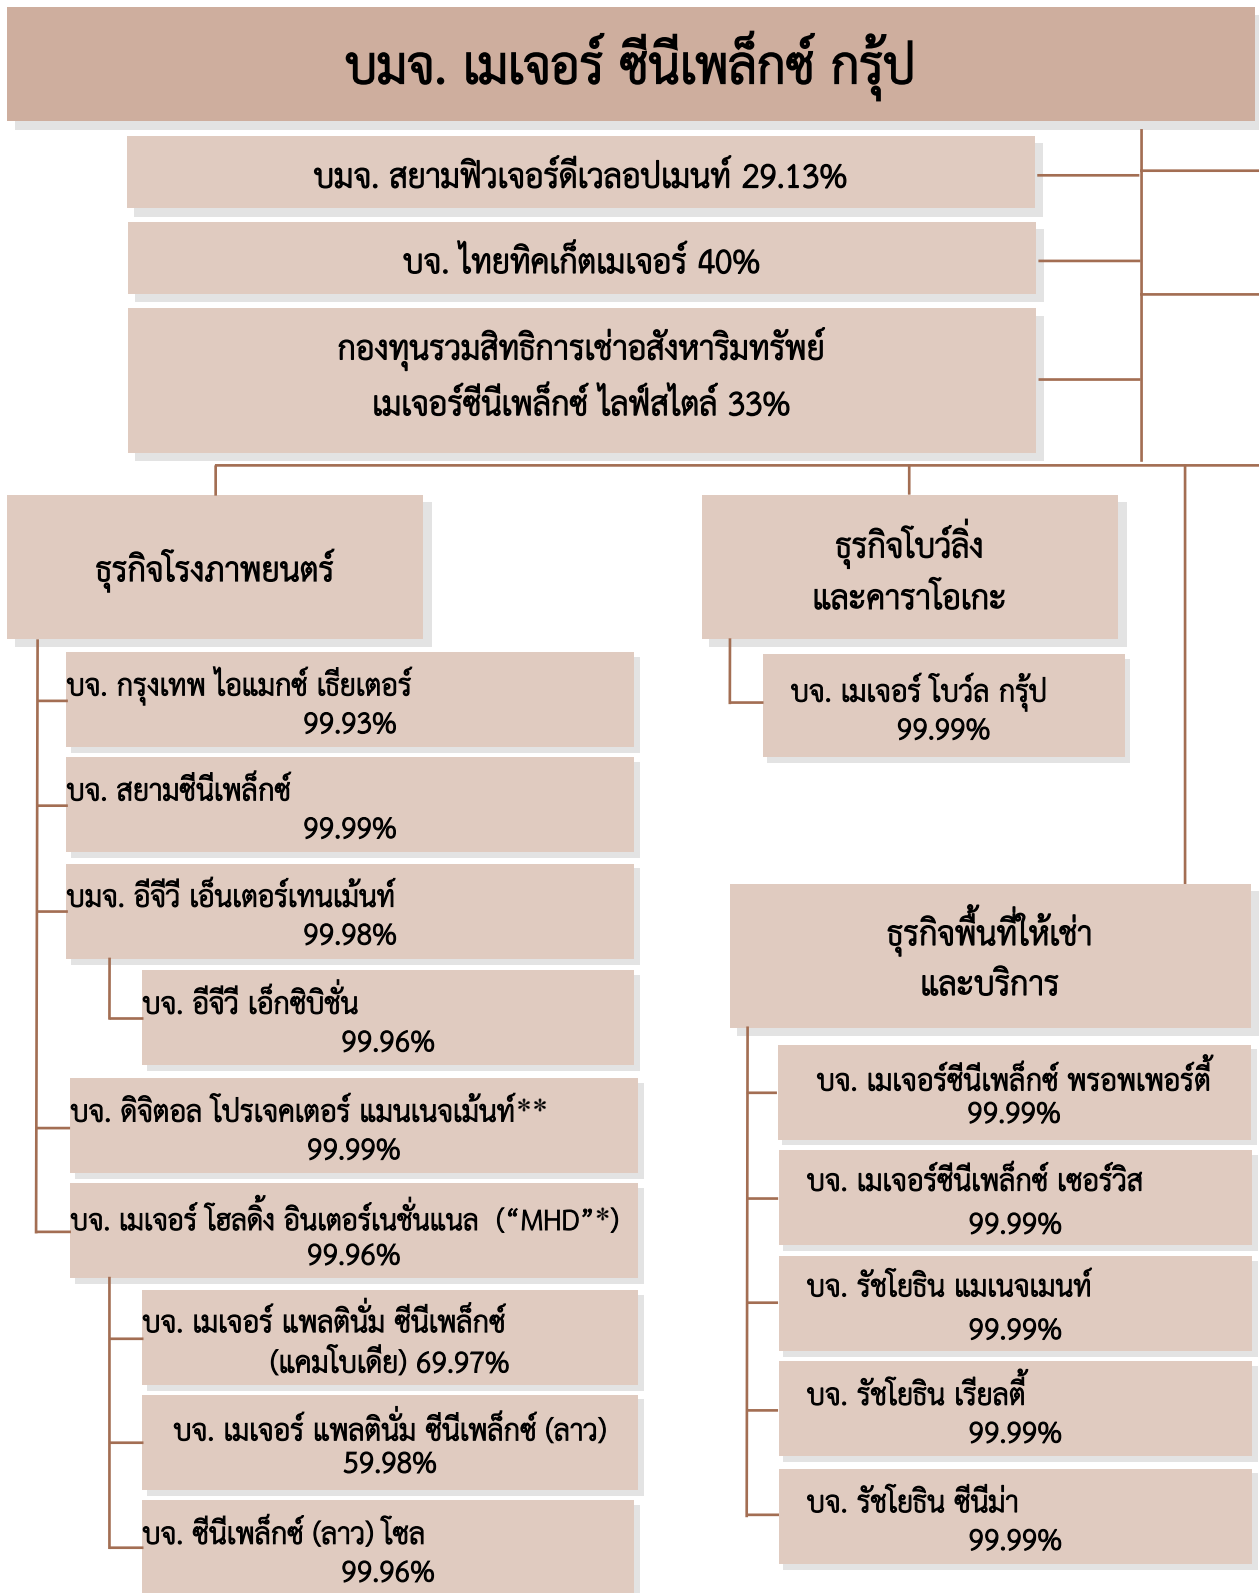 บมจ. เมเจอร์ ซีนีเพล็กซ์ กรุ้ป
บมจ. สยามฟิวเจอร์ดีเวลอปเมนท์ 29.13%
บจ. ไทยทิคเก็ตเมเจอร์ 40%
กองทุนรวมสิทธิการเช่าอสังหาริมทรัพย์
เมเจอร์ซีนีเพล็กซ์ ไลฟ์สไตล์ 33%
ธุรกิจโรงภาพยนตร์
บจ. กรุงเทพ ไอแมกซ์ เธียเตอร์
99.93%
บจ. สยามซีนีเพล็กซ์
99.99%
บมจ. อีจีวี เอ็นเตอร์เทนเม้นท์
99.98%
บจ. อีจีวี เอ็กซิบิชั่น
99.96%
บจ. ดิจิตอล โปรเจคเตอร์ แมนเนจเม้นท์**
99.99%
บจ. เมเจอร์ โฮลดิ้ง อินเตอร์เนชั่นแนล (“MHD”*)
99.96%
บจ. เมเจอร์ แพลตินั่ม ซีนีเพล็กซ์
(แคมโบเดีย) 69.97%
บจ. เมเจอร์ แพลตินั่ม ซีนีเพล็กซ์ (ลาว)
59.98%
บจ. ซีนีเพล็กซ์ (ลาว) โซล
99.96%
ธุรกิจโบว์ลิ่ง
และคาราโอเกะ
บจ. เมเจอร์ โบว์ล กรุ้ป
99.99%
ธุรกิจพื้นที่ให้เช่า
และบริการ
บจ. เมเจอร์ซีนีเพล็กซ์ พรอพเพอร์ตี้
99.99%
บจ. เมเจอร์ซีนีเพล็กซ์ เซอร์วิส
99.99%
บจ. รัชโยธิน แมเนจเมนท์
99.99%
บจ. รัชโยธิน เรียลตี้
99.99%
บจ. รัชโยธิน ซีนีม่า
99.99%